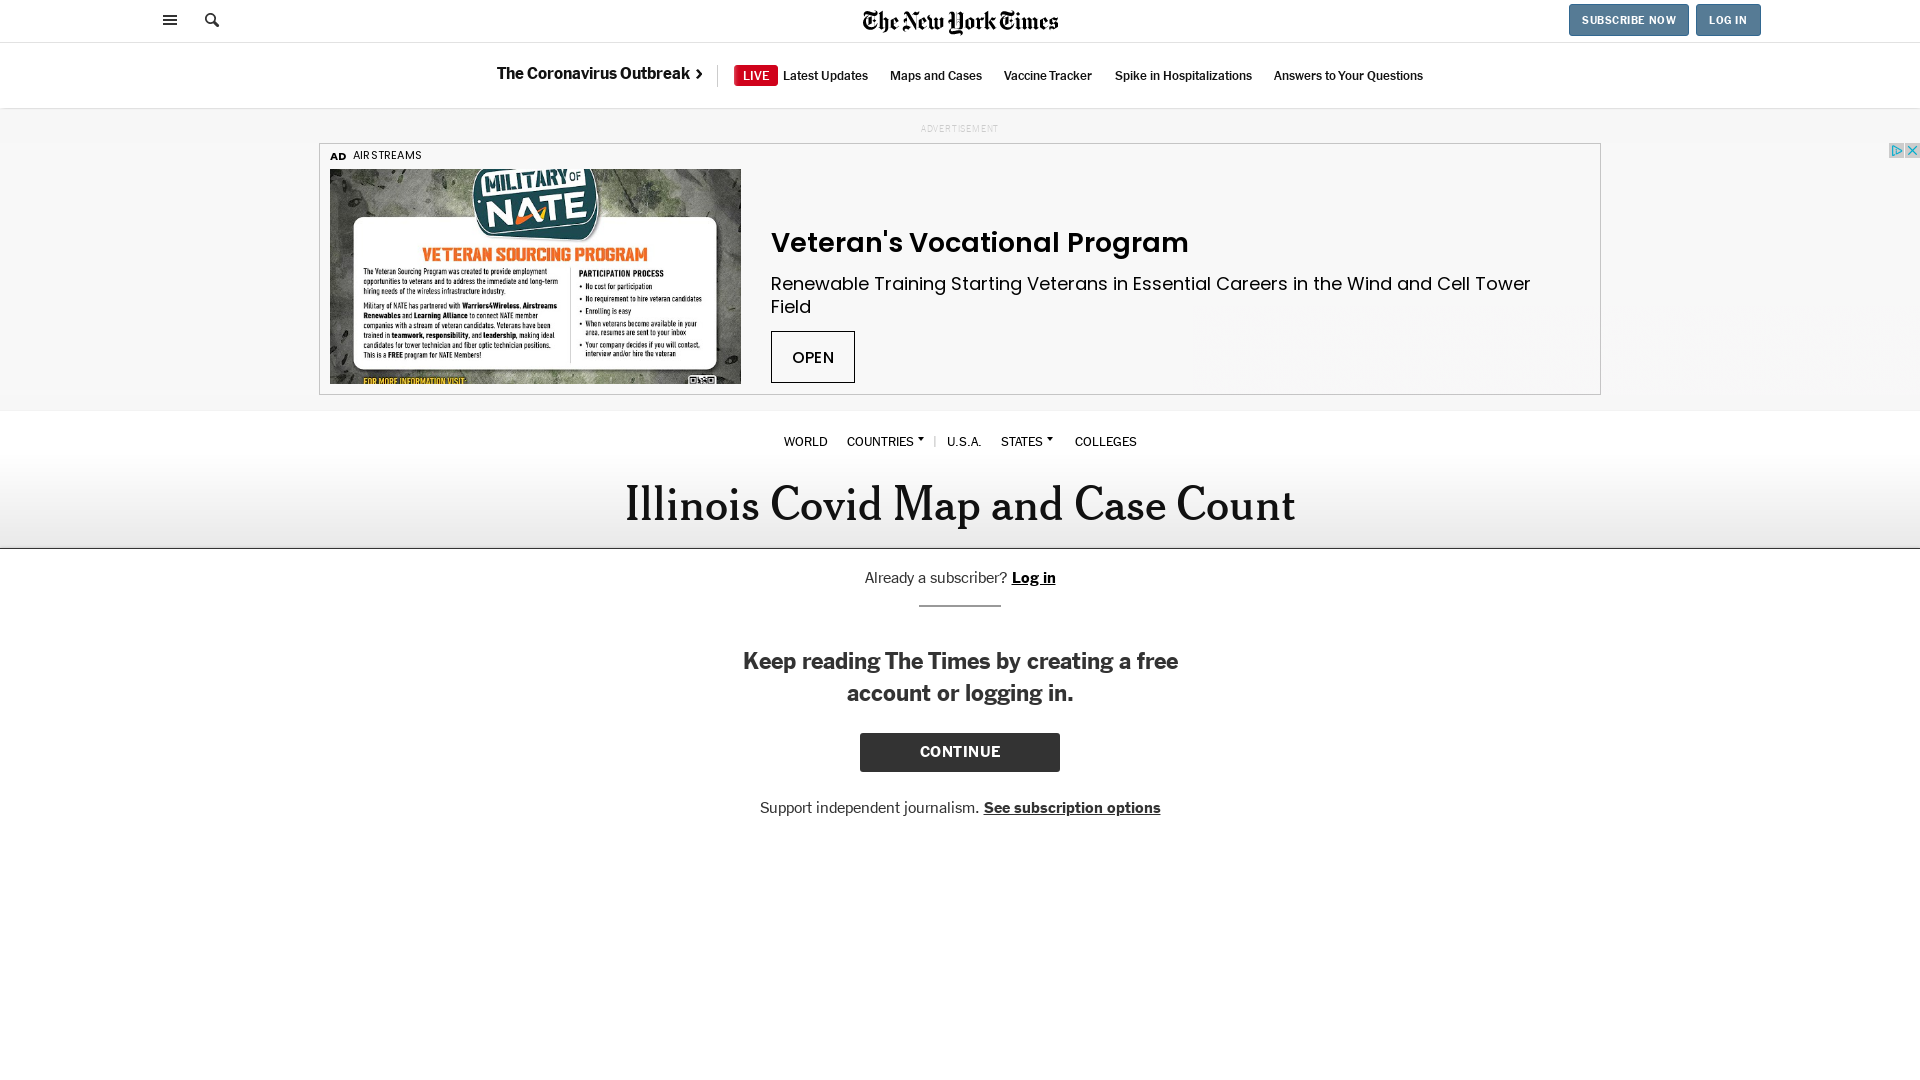 The New York Times
SUBSCRIBE NOW
LOG IN
The Coronavirus Outbreak ›
LIVE Latest Updates
Maps and Cases
Vaccine Tracker
Spike in Hospitalizations
Answers to Your Questions
ADVERTISEMENT
AD AIRSTREAMS
MILITARY OF
NATE
VETERAN SOURCING PROGRAM
The Veteran Sourcing Program was created to provide employment
opportunities to veterans and to address the immediate and long-term
hiring needs of the wireless infrastructure industry.
Military of NATE has partnered with Warriors4Wireless, Airstreams
Renewables and Learning Alliance to connect NATE member
companies with a stream of veteran candidates. Veterans have been
trained in teamwork, responsibility, and leadership, making ideal
candidates for tower technician and fiber optic technician positions.
This is a FREE program for NATE Members!
PARTICIPATION PROCESS
• No cost for participation
• No requirement to hire veteran candidates
• Enrolling is easy
• When veterans become available in your
area, resumes are sent to your inbox
• Your company decides if you will contact,
interview and/or hire the veteran
FOR MORE INFORMATION VISIT:
Veteran's Vocational Program
Renewable Training Starting Veterans in Essential Careers in the Wind and Cell Tower
Field
OPEN
WORLD
COUNTRIES
U.S.A.
STATES
COLLEGES
Illinois Covid Map and Case Count
Already a subscriber? Log in
Keep reading The Times by creating a free
account or logging in.
CONTINUE
Support independent journalism. See subscription options